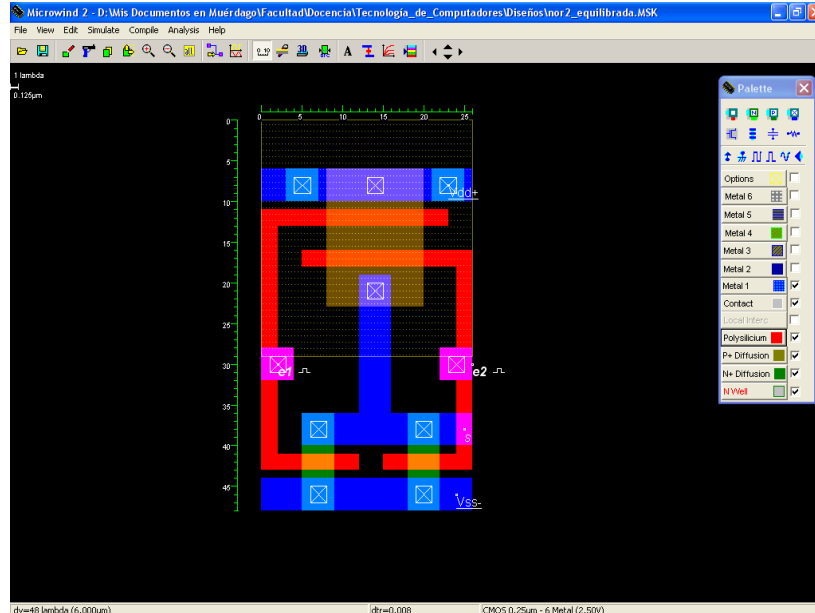 Microwind 2 - D:\Mis Documentos en Muérdago\Facultad\Docencia\Tecnología_de_Computadores\Diseños\nor2_equilibrada.MSK
File View Edit Simulate Compile Analysis Help
1 lambda
0.125µm
0 5 10 15 20 25
0
5
10
15
20
25
30
35
40
45
Vdd+
e1
e2
s
Vss-
Palette
Options
Metal 6
Metal 5
Metal 4
Metal 3
Metal 2
Metal 1
Contact
Local Interc
Polysilicium
P+ Diffusion
N+ Diffusion
N Well
dy=48 lambda (6.000µm) dtr=0.008 CMOS 0.25µm - 6 Metal (2.50V)